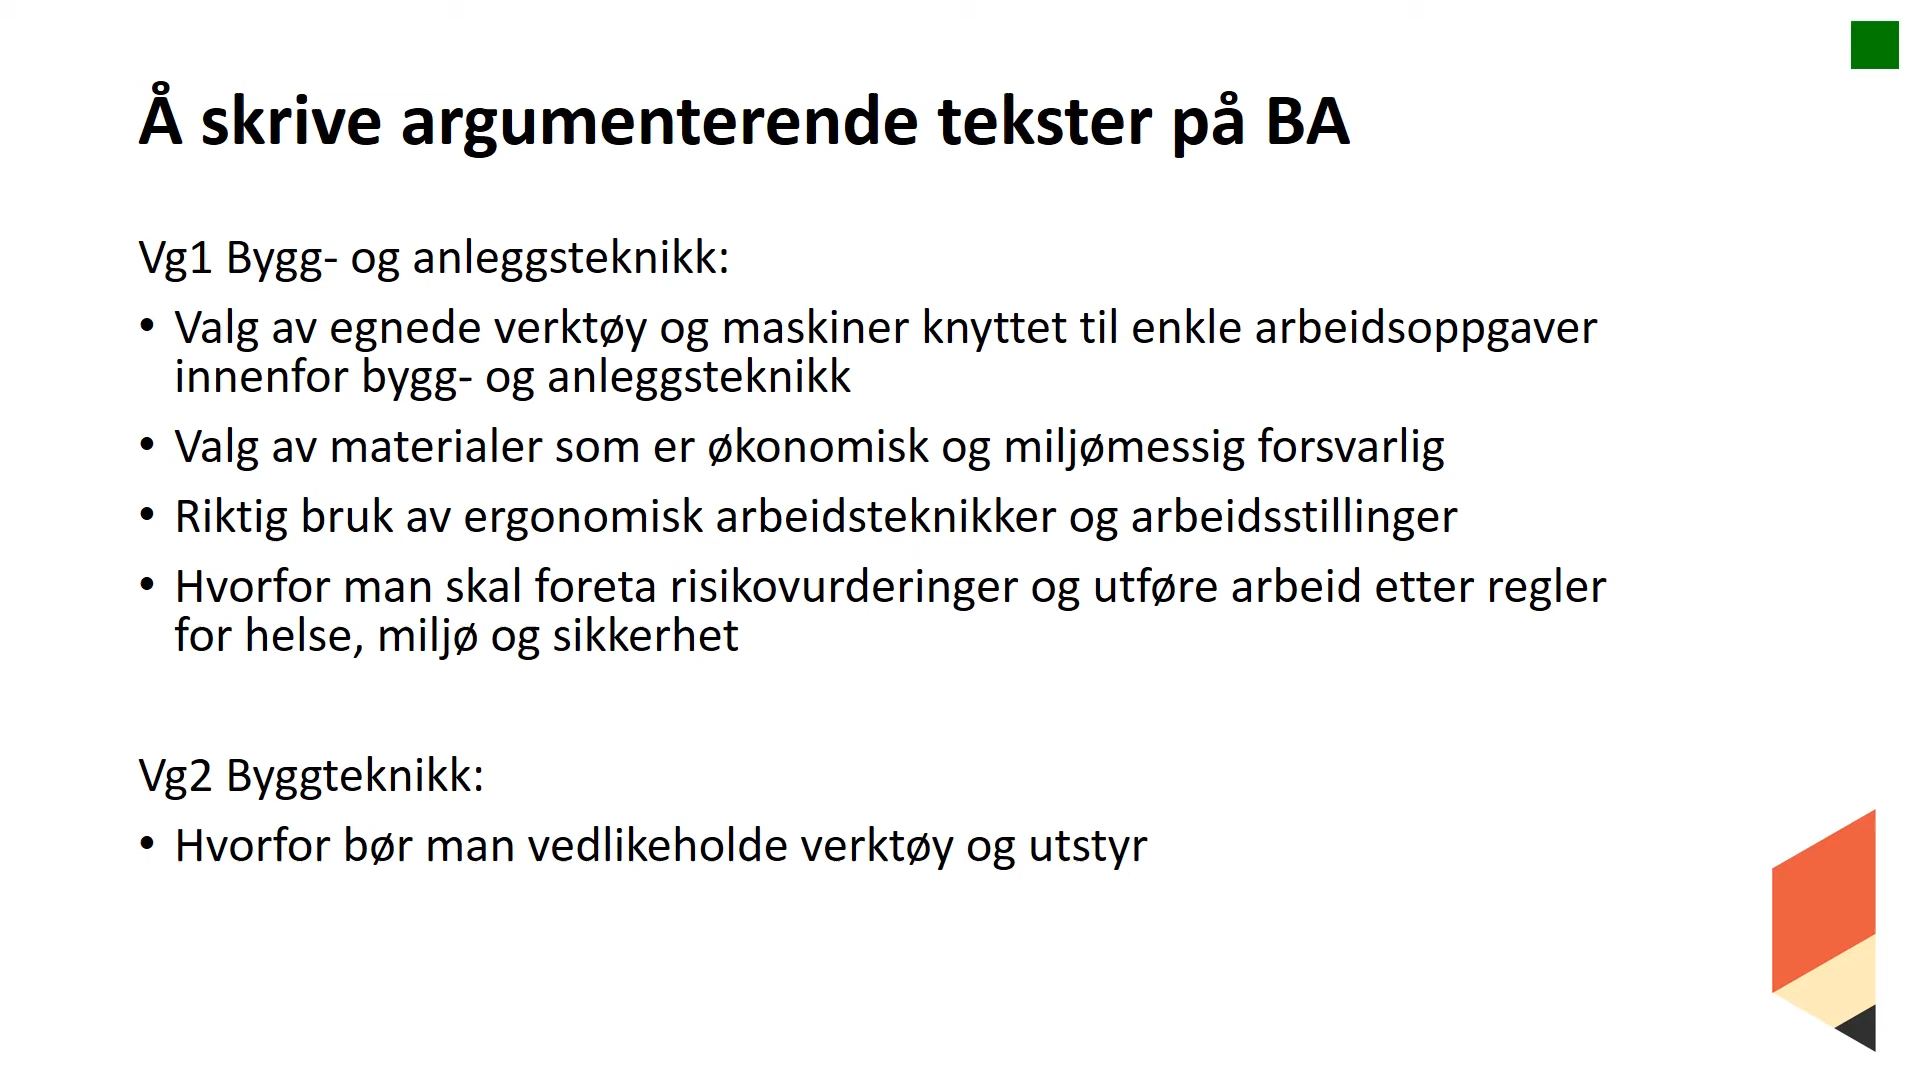 Å skrive argumenterende tekster på BA
Vg1 Bygg- og anleggsteknikk:
• Valg av egnede verktøy og maskiner knyttet til enkle arbeidsoppgaver
innenfor bygg- og anleggsteknikk
• Valg av materialer som er økonomisk og miljømessig forsvarlig
• Riktig bruk av ergonomisk arbeidsteknikker og arbeidsstillinger
• Hvorfor man skal foreta risikovurderinger og utføre arbeid etter regler
for helse, miljø og sikkerhet
Vg2 Byggteknikk:
• Hvorfor bør man vedlikeholde verktøy og utstyr